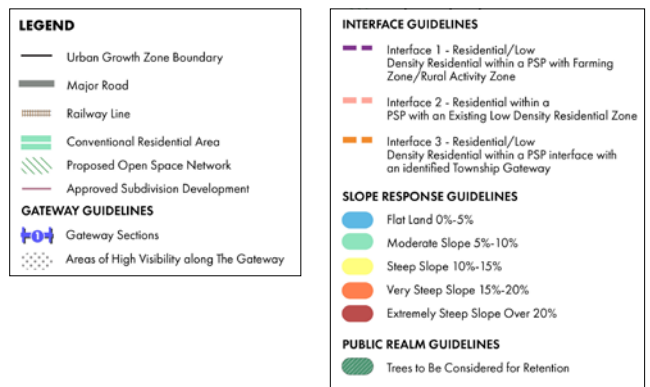 LEGEND
Urban Growth Zone Boundary
Major Road
Railway Line
Conventional Residential Area
Proposed Open Space Network
Approved Subdivision Development
GATEWAY GUIDELINES
1 Gateway Sections
Areas of High Visibility along The Gateway
INTERFACE GUIDELINES
Interface 1 - Residential/Low
Density Residential within a PSP with Farming
Zone/Rural Activity Zone
Interface 2 - Residential within a
PSP with an Existing Low Density Residential Zone
Interface 3 - Residential/Low
Density Residential within a PSP interface with
an identified Township Gateway
SLOPE RESPONSE GUIDELINES
Flat Land 0%-5%
Moderate Slope 5%-10%
Steep Slope 10%-15%
Very Steep Slope 15%-20%
Extremely Steep Slope Over 20%
PUBLIC REALM GUIDELINES
Trees to Be Considered for Retention